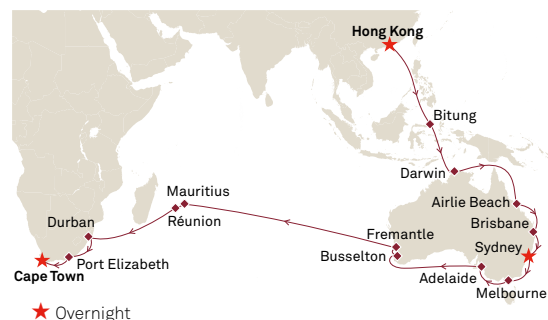 Hong Kong
Bitung
Darwin
Airlie Beach
Mauritius
Brisbane
Réunion
Durban
Fremantle
Sydney
Busselton
Port Elizabeth
Cape Town
Adelaide
Melbourne
Overnight